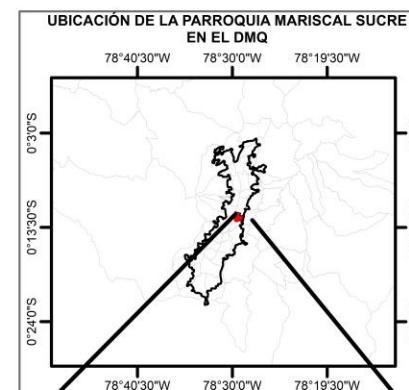 UBICACIÓN DE LA PARROQUIA MARISCAL SUCRE
EN EL DMQ
78°40'30"W 78°30'0"W 78°19'30"W
0°3'0"S
0°13'30"S
0°24'0"S
78°40'30"W 78°30'0"W 78°19'30"W